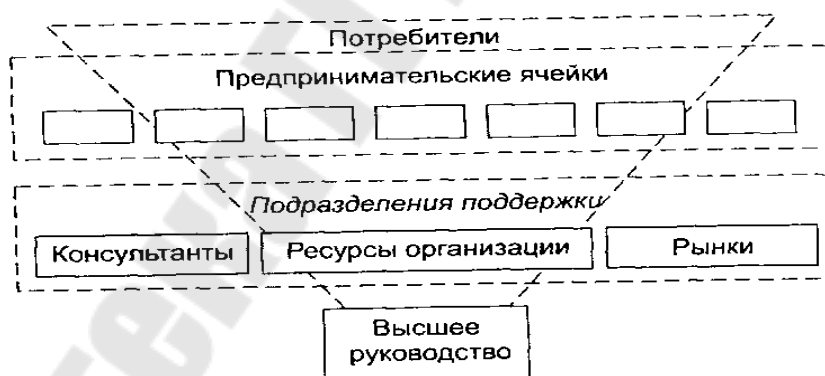 Потребители
Предпринимательские ячейки
Подразделения поддержки
Консультанты Ресурсы организации Рынки
Высшее
руководство